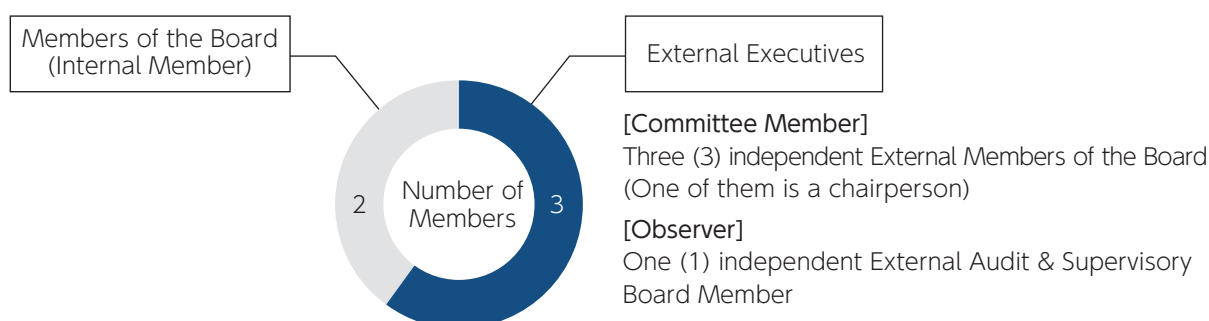 Members of the Board
(Internal Member)
External Executives
2
Number of
Members
3
[Committee Member]
Three (3) independent External Members of the Board
(One of them is a chairperson)
[Observer]
One (1) independent External Audit & Supervisory
Board Member